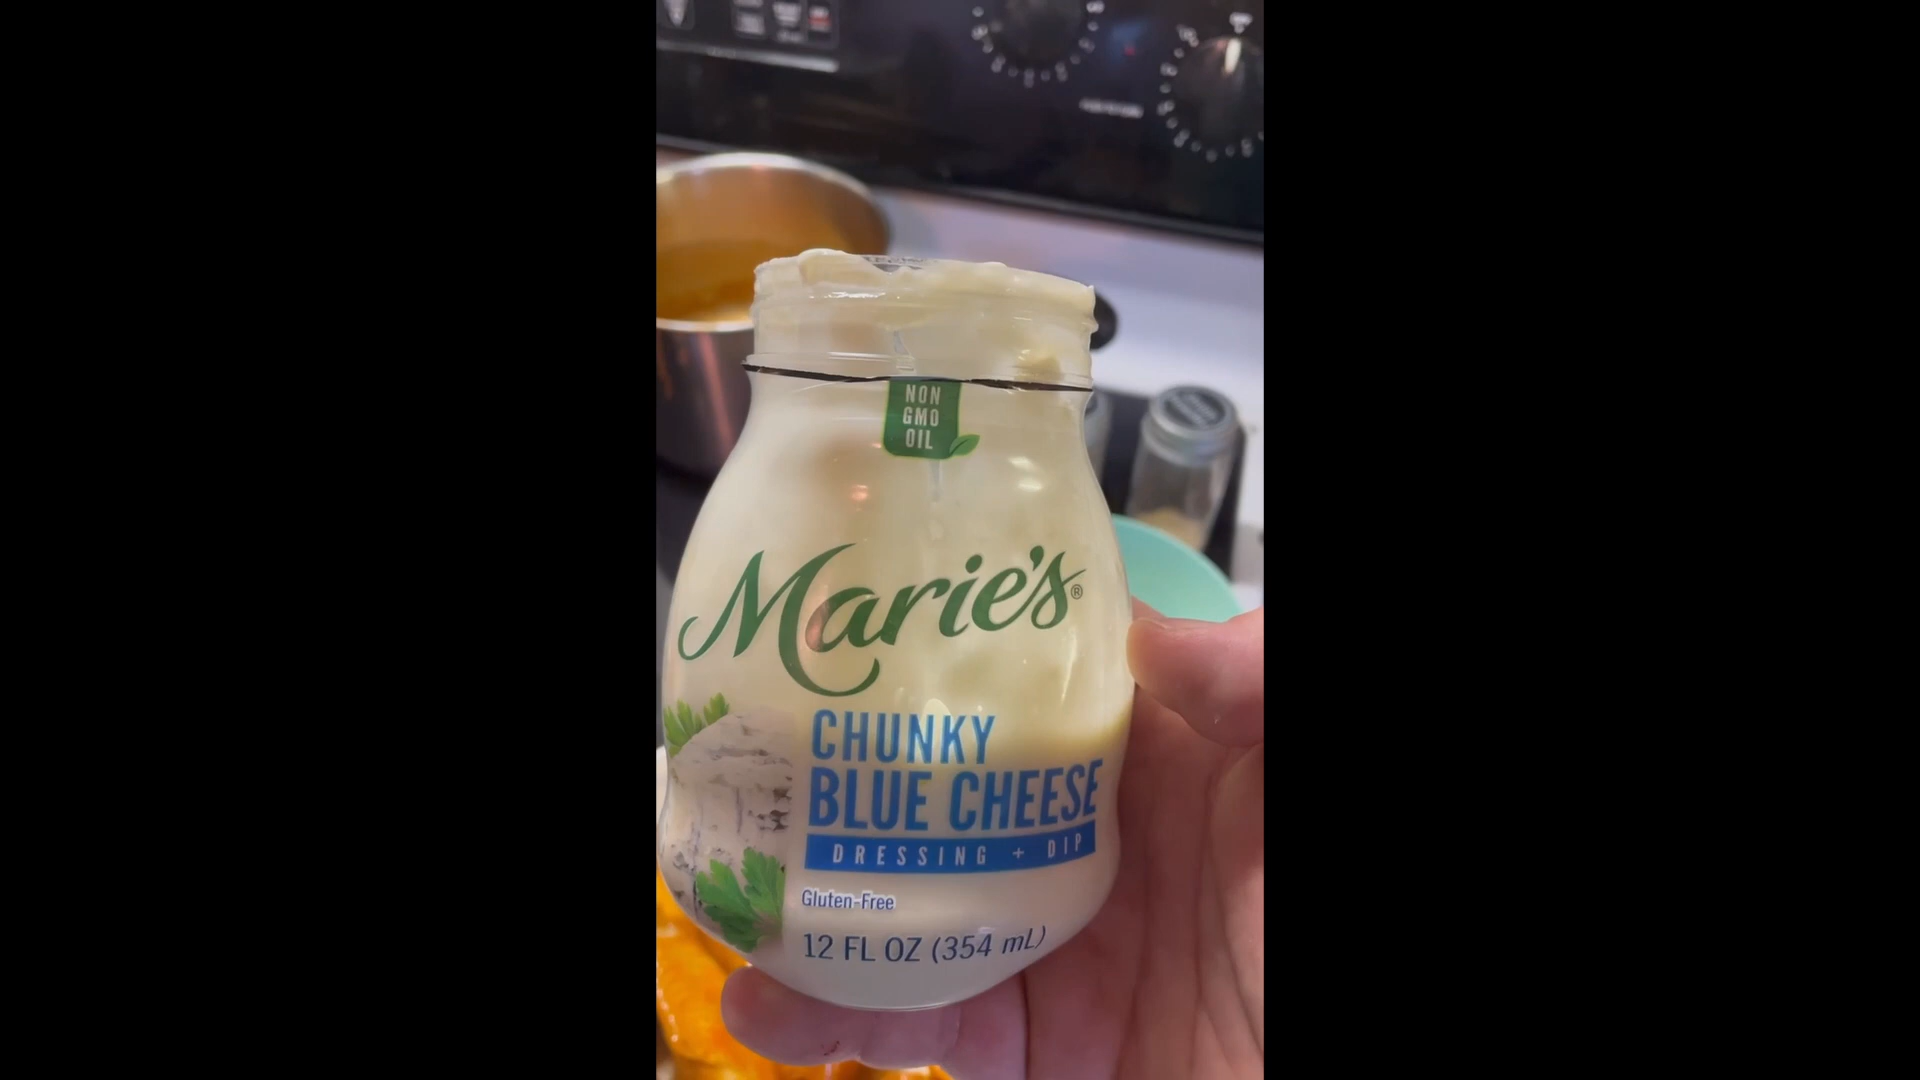 NON
GMO
OIL
Marie's®
CHUNKY
BLUE CHEESE
DRESSING + DIP
Gluten-Free
12 FL OZ (354 mL)